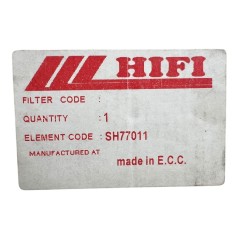 HIFI
FILTER CODE :
QUANTITY : 1
ELEMENT CODE : SH77011
MANUFACTURED AT
made in E.C.C.